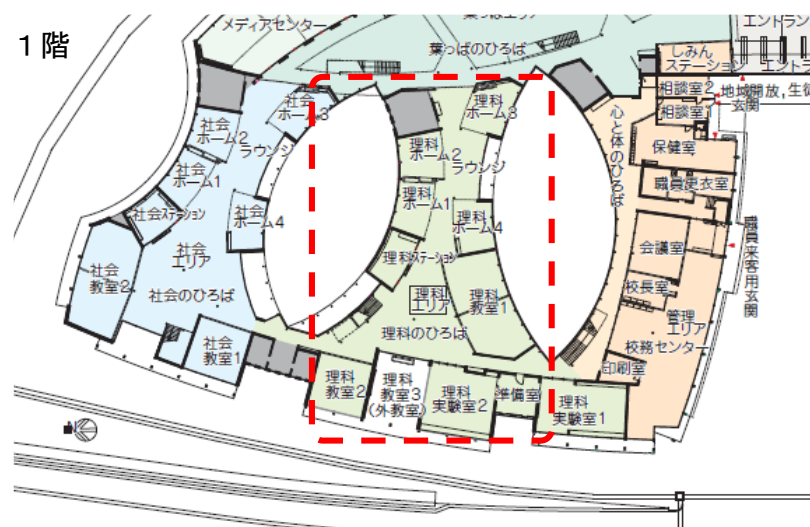 1階
メディアセンター
葉っぱエリア
葉っぱのひろば
エントラン
しみん
ステーション
エントラ
相談室2
地域開放,生徒
玄関
相談室1
社会
ホーム3
理科
ホーム3
心と体のひろば
社会
ホーム2
ラウンジ
理科
ホーム2
ラウンジ
保健室
社会
ホーム1
職員更衣室
理科
ホーム1
社会ステーション
社会
ホーム4
理科
ホーム4
職員来客用玄関
会議室
社会
エリア
理科ステーション
社会
教室2
社会のひろば
理科
エリア
理科
教室1
校長室
管理
エリア
理科のひろば
校務センター
社会
教室1
印刷室
理科
教室2
理科
教室3
(外教室)
理科
実験室2
準備室
理科
実験室1